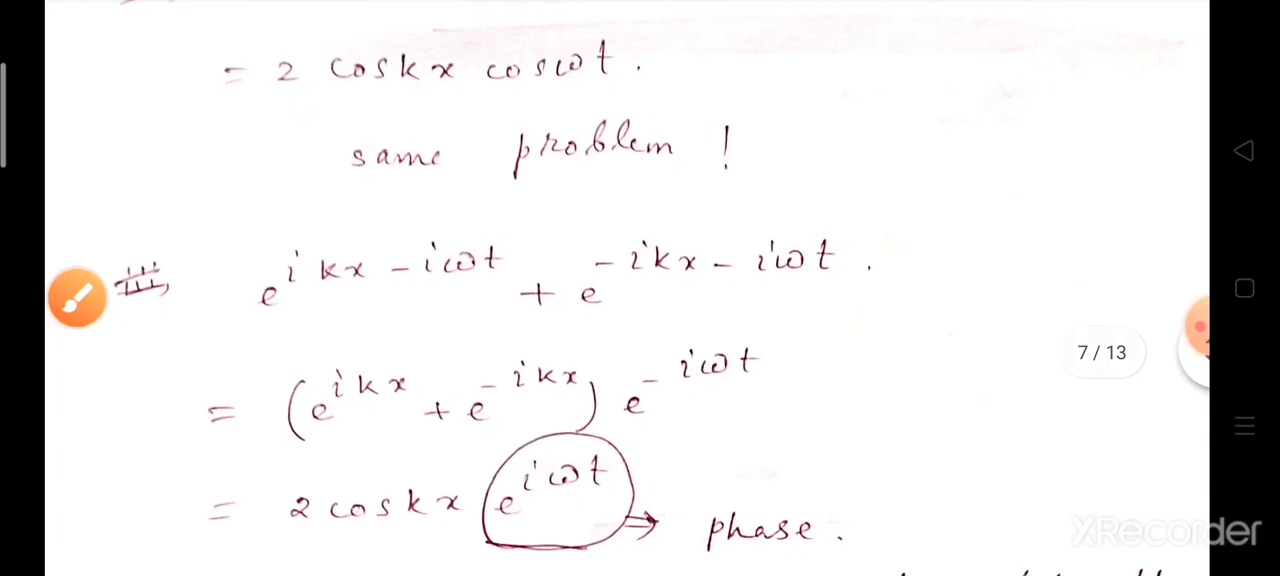 = 2 cos kx cos ωt .
same problem !
e^{ikx - iωt} + e^{-ikx - iωt} .
= (e^{ikx} + e^{-ikx}) e^{-iωt}
7 / 13
= 2 cos kx e^{iωt} ⇒ phase .
XRecorder